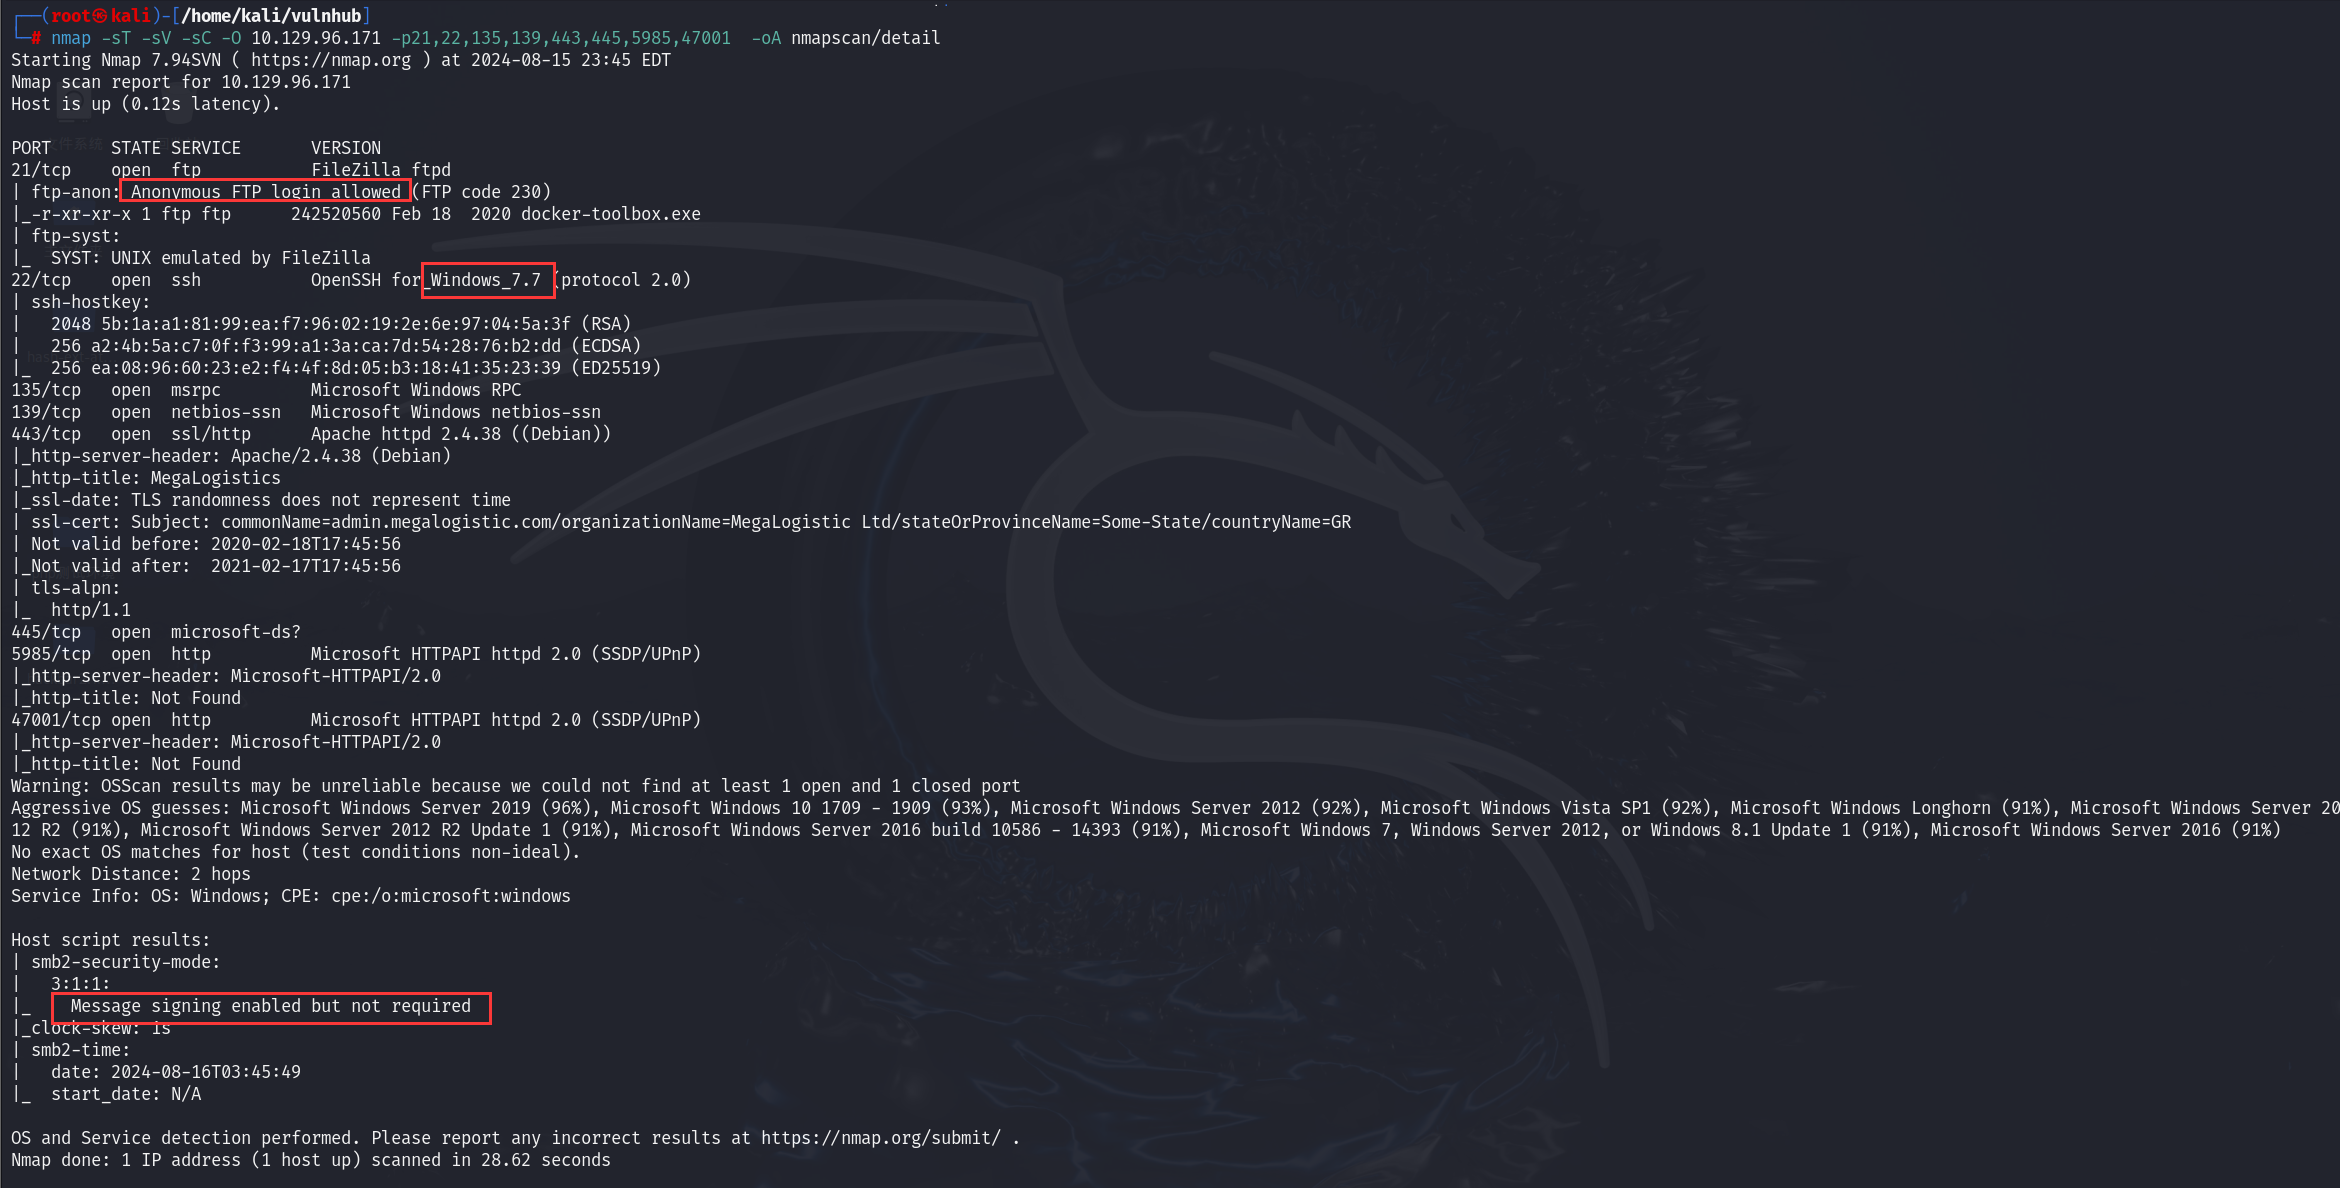 ┌──(root㉿kali)-[/home/kali/vulnhub]
└─# nmap -sT -sV -sC -O 10.129.96.171 -p21,22,135,139,443,445,5985,47001  -oA nmapscan/detail
Starting Nmap 7.94SVN ( https://nmap.org ) at 2024-08-15 23:45 EDT
Nmap scan report for 10.129.96.171
Host is up (0.12s latency).
PORT      STATE SERVICE       VERSION
21/tcp    open  ftp           FileZilla ftpd
| ftp-anon: Anonymous FTP login allowed (FTP code 230)
|_-r-xr-xr-x 1 ftp ftp      242520560 Feb 18  2020 docker-toolbox.exe
| ftp-syst:
|_  SYST: UNIX emulated by FileZilla
22/tcp    open  ssh           OpenSSH for_Windows_7.7 (protocol 2.0)
| ssh-hostkey:
|   2048 5b:1a:a1:81:99:ea:f7:96:02:19:2e:6e:97:04:5a:3f (RSA)
|   256 a2:4b:5a:c7:0f:f3:99:a1:3a:ca:7d:54:28:76:b2:dd (ECDSA)
|_  256 ea:08:96:60:23:e2:f4:4f:8d:05:b3:18:41:35:23:39 (ED25519)
135/tcp   open  msrpc         Microsoft Windows RPC
139/tcp   open  netbios-ssn   Microsoft Windows netbios-ssn
443/tcp   open  ssl/http      Apache httpd 2.4.38 ((Debian))
|_http-server-header: Apache/2.4.38 (Debian)
|_http-title: MegaLogistics
|_ssl-date: TLS randomness does not represent time
| ssl-cert: Subject: commonName=admin.megalogistic.com/organizationName=MegaLogistic Ltd/stateOrProvinceName=Some-State/countryName=GR
| Not valid before: 2020-02-18T17:45:56
|_Not valid after:  2021-02-17T17:45:56
| tls-alpn:
|_  http/1.1
445/tcp   open  microsoft-ds?
5985/tcp  open  http          Microsoft HTTPAPI httpd 2.0 (SSDP/UPnP)
|_http-server-header: Microsoft-HTTPAPI/2.0
|_http-title: Not Found
47001/tcp open  http          Microsoft HTTPAPI httpd 2.0 (SSDP/UPnP)
|_http-server-header: Microsoft-HTTPAPI/2.0
|_http-title: Not Found
Warning: OSScan results may be unreliable because we could not find at least 1 open and 1 closed port
Aggressive OS guesses: Microsoft Windows Server 2019 (96%), Microsoft Windows 10 1709 - 1909 (93%), Microsoft Windows Server 2012 (92%), Microsoft Windows Vista SP1 (92%), Microsoft Windows Longhorn (91%), Microsoft Windows Server 20
12 R2 (91%), Microsoft Windows Server 2012 R2 Update 1 (91%), Microsoft Windows Server 2016 build 10586 - 14393 (91%), Microsoft Windows 7, Windows Server 2012, or Windows 8.1 Update 1 (91%), Microsoft Windows Server 2016 (91%)
No exact OS matches for host (test conditions non-ideal).
Network Distance: 2 hops
Service Info: OS: Windows; CPE: cpe:/o:microsoft:windows
Host script results:
| smb2-security-mode:
|   3:1:1:
|_    Message signing enabled but not required
|_clock-skew: 1s
| smb2-time:
|   date: 2024-08-16T03:45:49
|_  start_date: N/A
OS and Service detection performed. Please report any incorrect results at https://nmap.org/submit/ .
Nmap done: 1 IP address (1 host up) scanned in 28.62 seconds